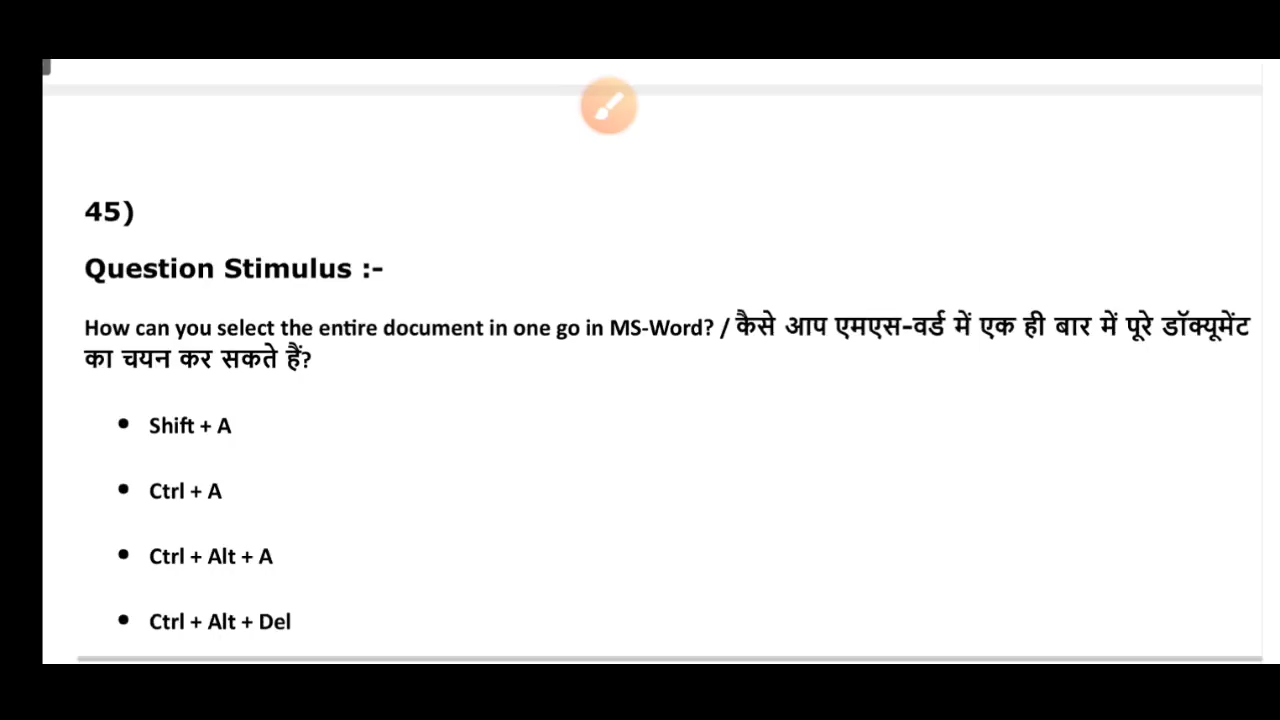 45)
Question Stimulus :-
How can you select the entire document in one go in MS-Word? / कैसे आप एमएस-वर्ड में एक ही बार में पूरे डॉक्यूमेंट
का चयन कर सकते हैं?
• Shift + A
• Ctrl + A
• Ctrl + Alt + A
• Ctrl + Alt + Del